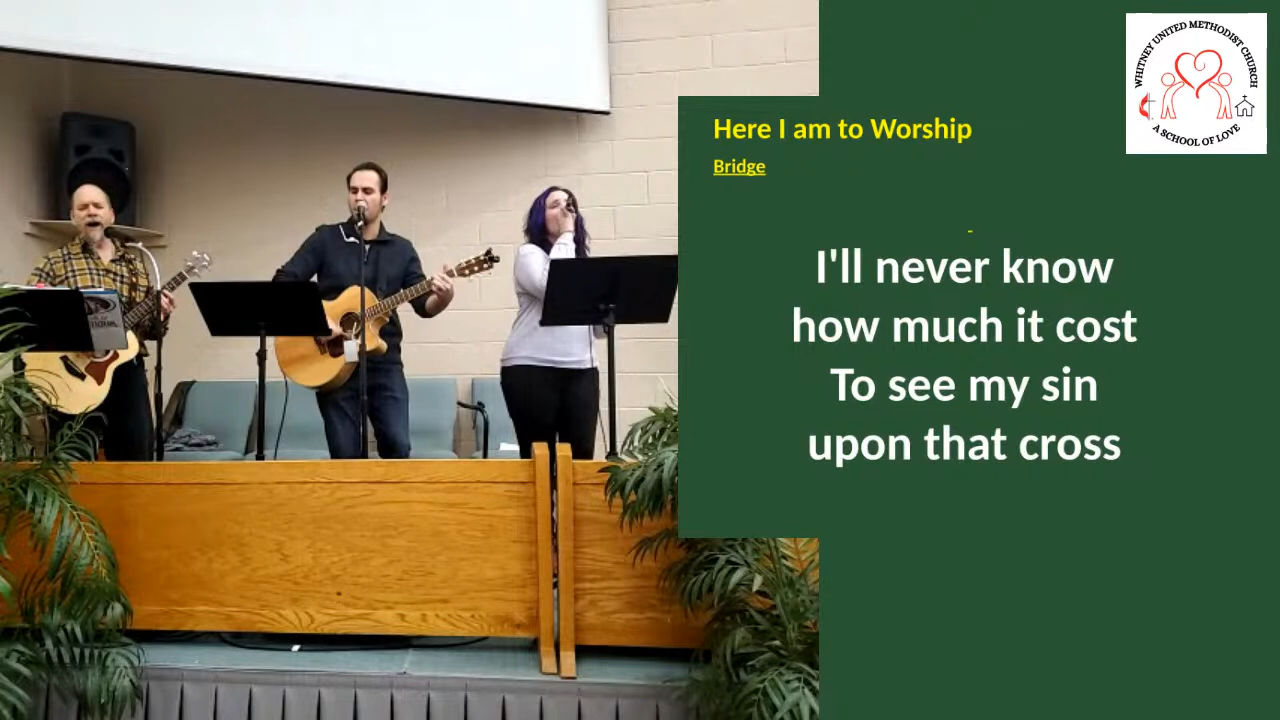 WHITNEY UNITED METHODIST CHURCH
A SCHOOL OF LOVE
Here I am to Worship
Bridge
-
I'll never know
how much it cost
To see my sin
upon that cross